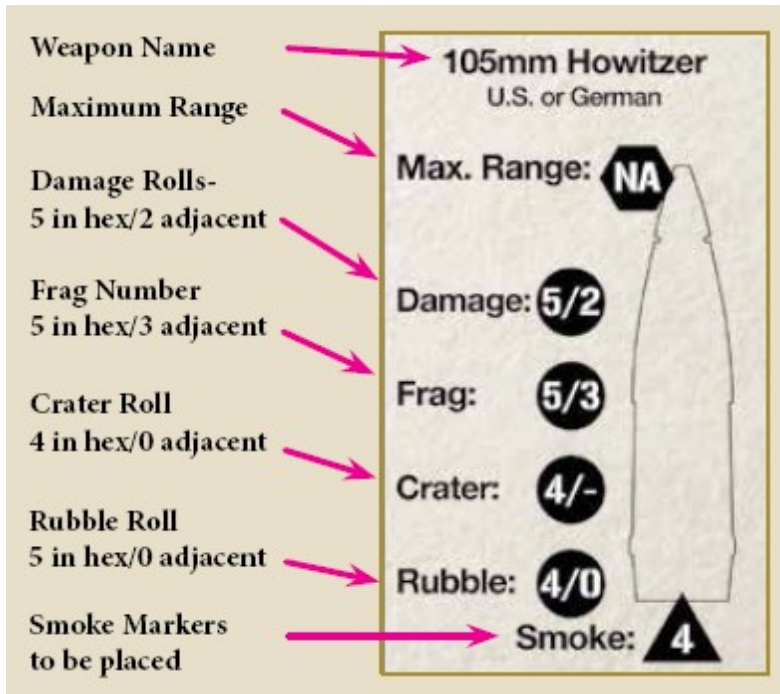 Weapon Name
Maximum Range
Damage Rolls-
5 in hex/2 adjacent
Frag Number
5 in hex/3 adjacent
Crater Roll
4 in hex/0 adjacent
Rubble Roll
5 in hex/0 adjacent
Smoke Markers
to be placed
105mm Howitzer
U.S. or German
Max. Range: NA
Damage: 5/2
Frag: 5/3
Crater: 4/-
Rubble: 4/0
Smoke: 4